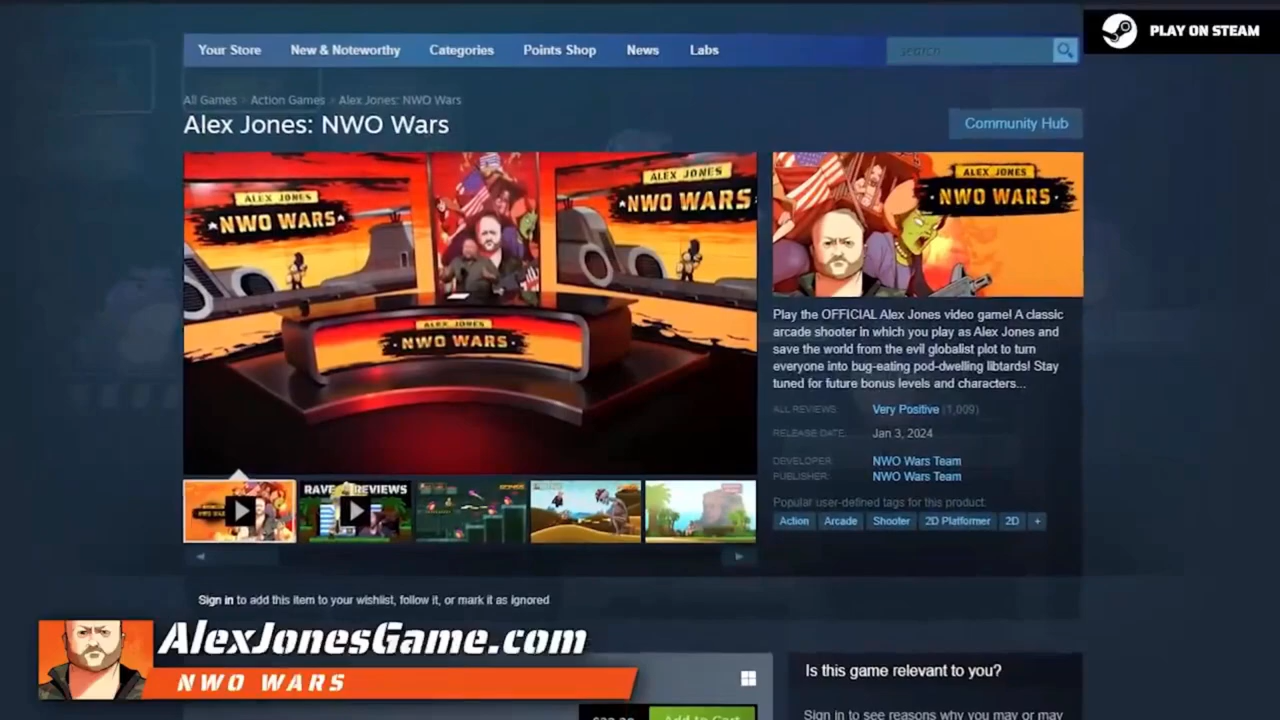 PLAY ON STEAM
Your Store New & Noteworthy Categories Points Shop News Labs search
All Games > Action Games > Alex Jones: NWO Wars
Alex Jones: NWO Wars
Community Hub
ALEX JONES
NWO WARS
ALEX JONES
NWO WARS
ALEX JONES
NWO WARS
ALEX JONES
NWO WARS
Play the OFFICIAL Alex Jones video game! A classic
arcade shooter in which you play as Alex Jones and
save the world from the evil globalist plot to turn
everyone into bug-eating pod-dwelling libtards! Stay
tuned for future bonus levels and characters...
ALL REVIEWS: Very Positive (1,009)
RELEASE DATE: Jan 3, 2024
DEVELOPER: NWO Wars Team
PUBLISHER: NWO Wars Team
Popular user-defined tags for this product:
Action Arcade Shooter 2D Platformer 2D +
RAVE REVIEWS
Sign in to add this item to your wishlist, follow it, or mark it as ignored
AlexJonesGame.com
NWO WARS
Is this game relevant to you?
Sign in to see reasons why you may or may
Add to Cart